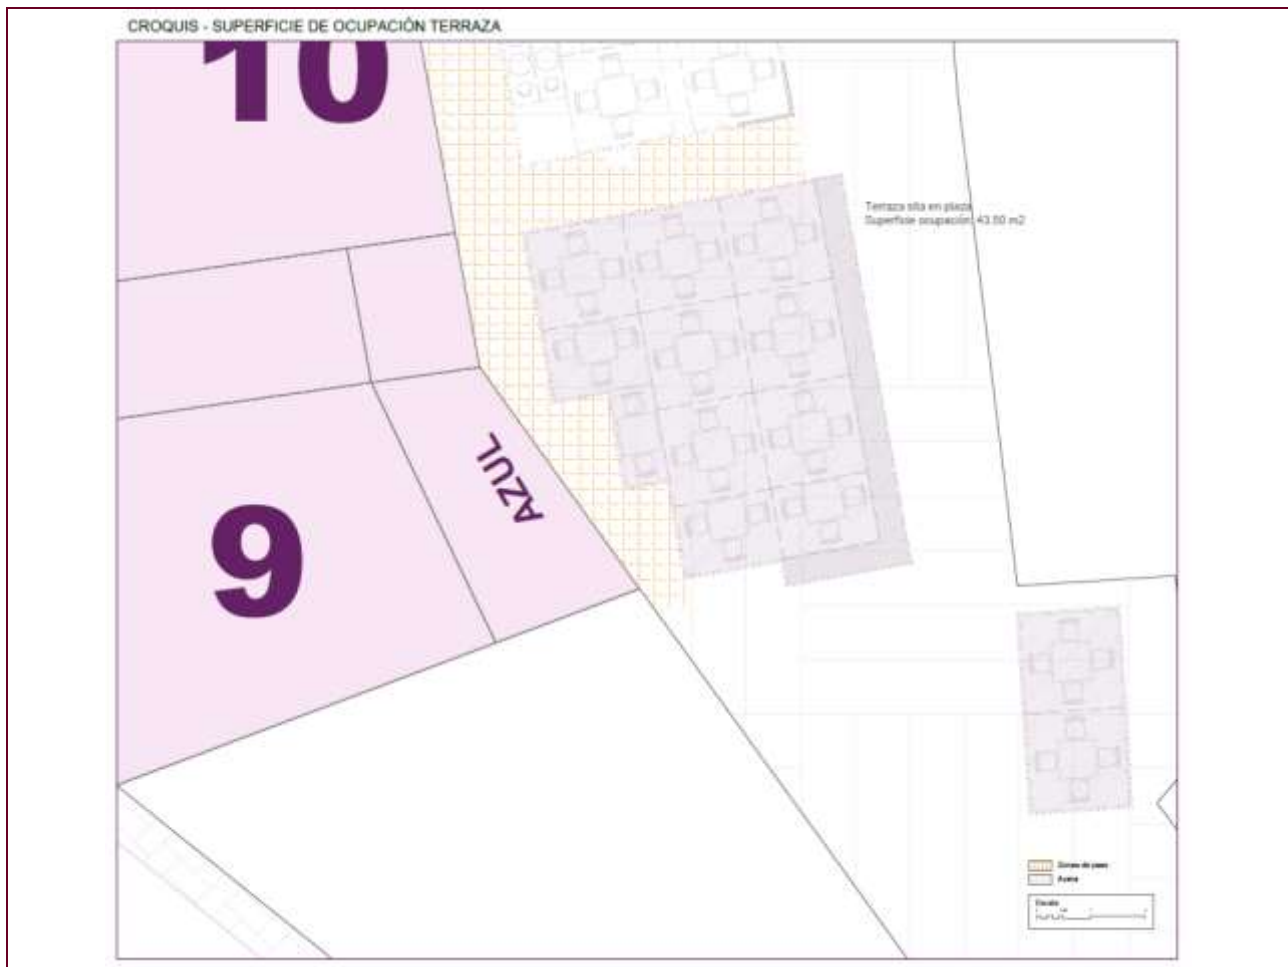 CROQUIS - SUPERFICIE DE OCUPACIÓN TERRAZA
10
Terraza sita en plaza
Superficie ocupación: 43.50 m2
AZUL
9
Zonas de paso
Acera
Escala